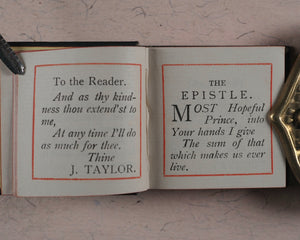 To the Reader.
And as thy kind-
ness thou extend'st to
me,
At any time I'll do
as much for thee.
Thine
J. TAYLOR.
THE
EPISTLE.
MOST Hopeful
Prince, into
Your hands I give
The sum of that
which makes us ever
live.